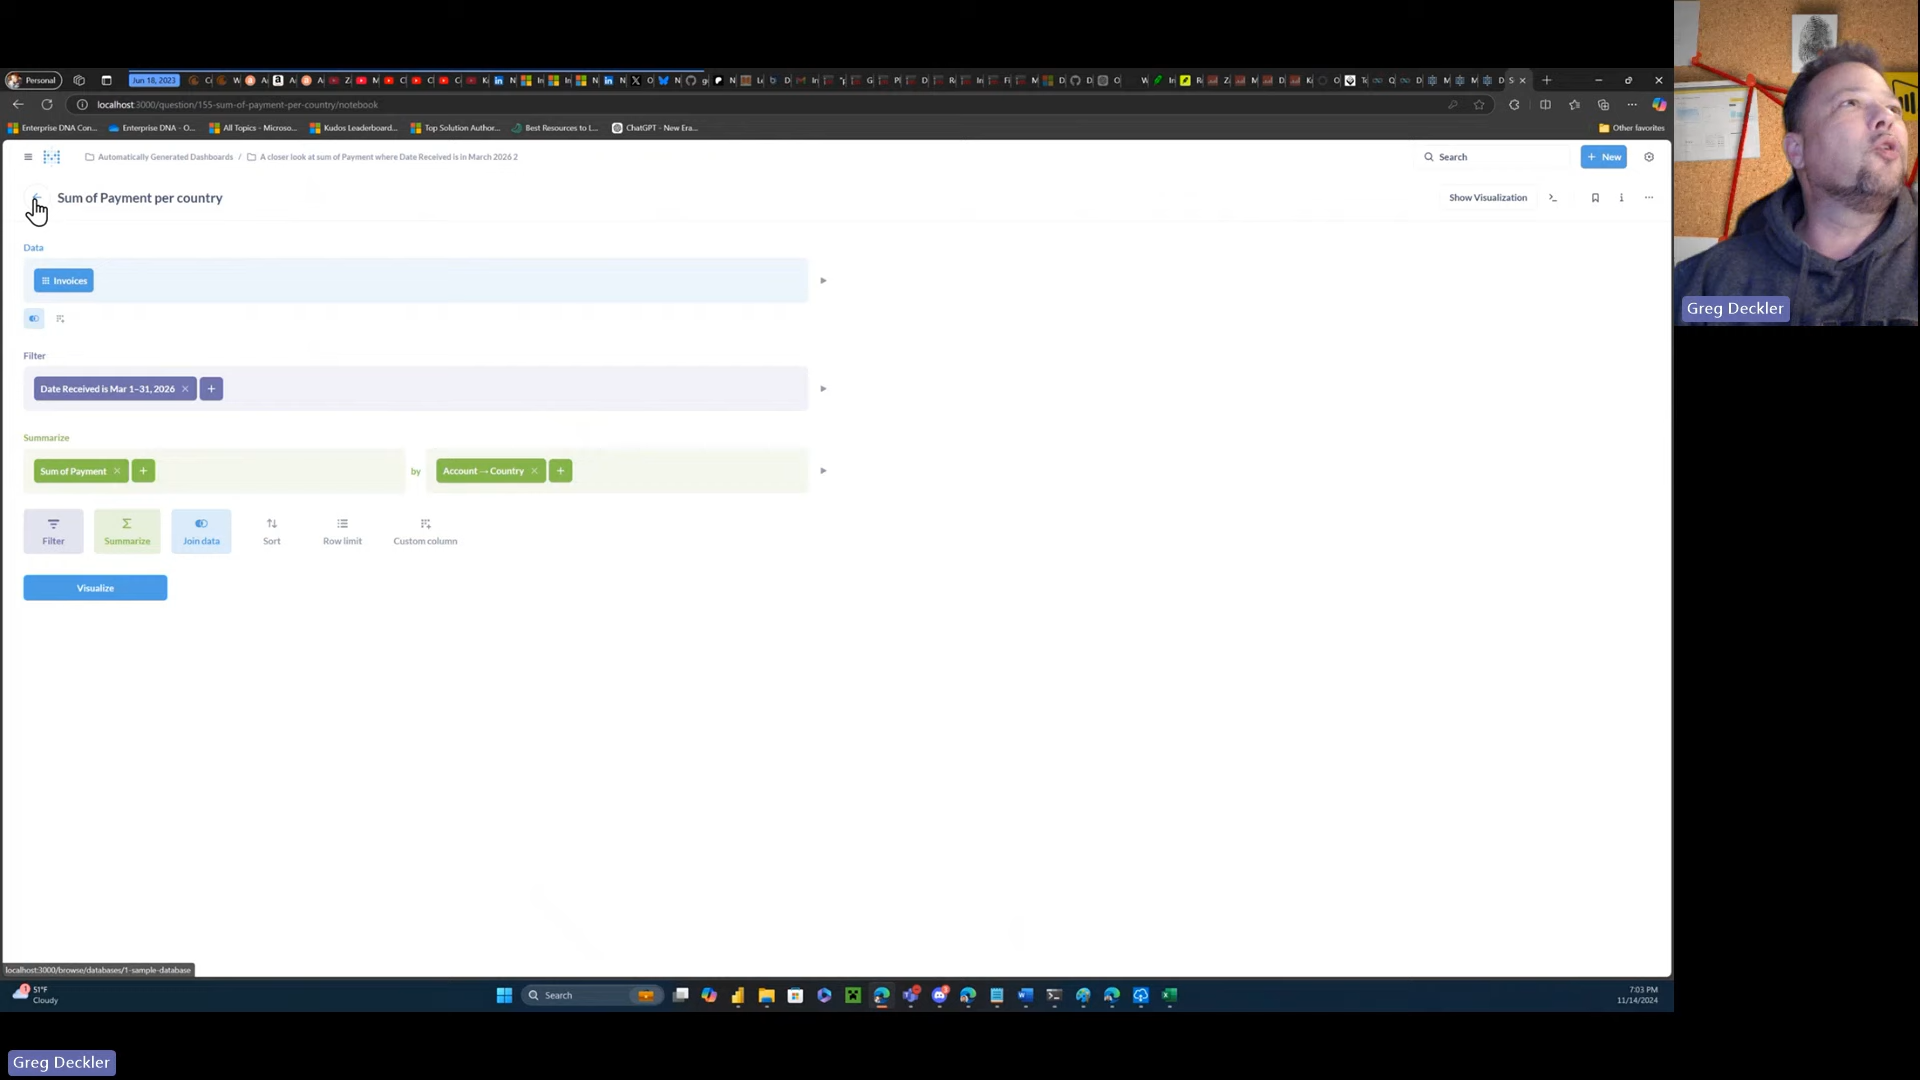 Personal
Jun 18, 2023
localhost:3000/question/155-sum-of-payment-per-country/notebook
Enterprise DNA Con...
Enterprise DNA - O...
All Topics - Microso...
Kudos Leaderboard...
Top Solution Author...
Best Resources to L...
ChatGPT - New Era...
Other favorites
Automatically Generated Dashboards / A closer look at sum of Payment where Date Received is in March 2026 2
Search
+ New
Sum of Payment per country
Show Visualization
Data
Invoices
Filter
Date Received is Mar 1–31, 2026
Summarize
Sum of Payment
by
Account → Country
Filter
Summarize
Join data
Sort
Row limit
Custom column
Visualize
localhost:3000/browse/databases/1-sample-database
51°F
Cloudy
Search
7:03 PM
11/14/2024
Greg Deckler
Greg Deckler